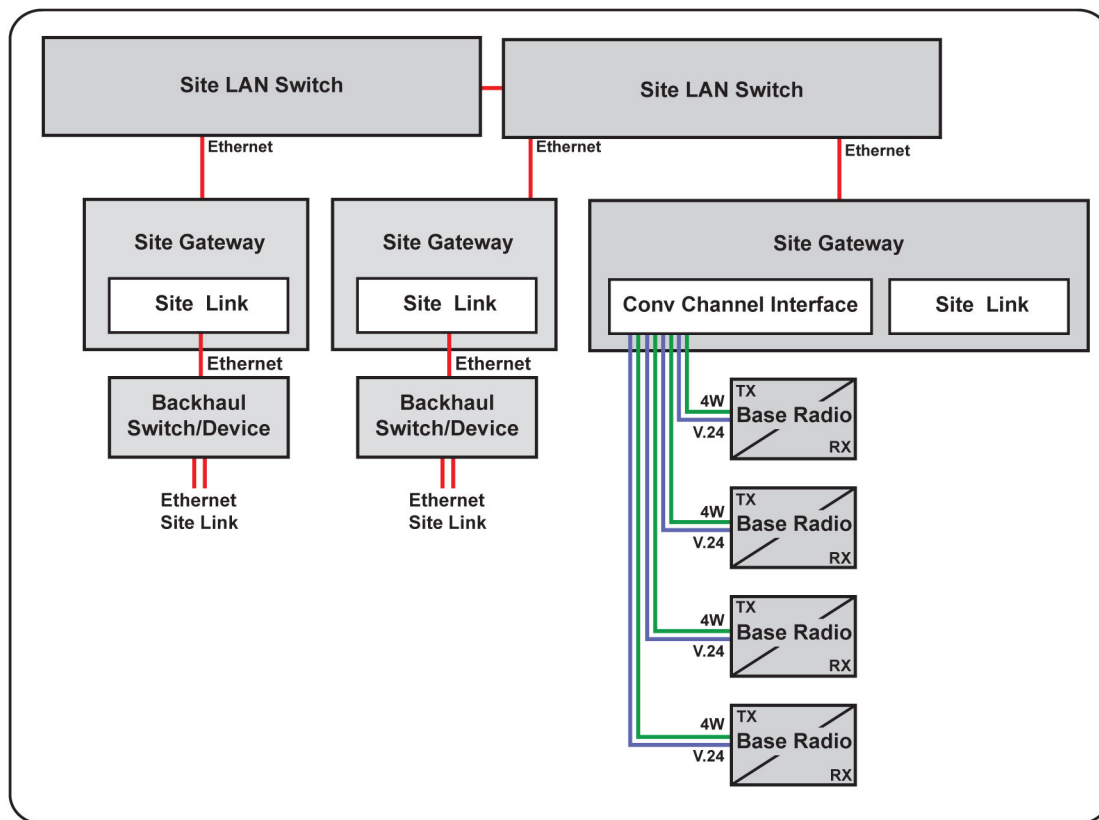 Site LAN Switch
Site LAN Switch
Ethernet
Ethernet
Ethernet
Site Gateway
Site Link
Site Gateway
Site Link
Site Gateway
Conv Channel Interface
Site Link
Ethernet
Ethernet
Backhaul
Switch/Device
Backhaul
Switch/Device
Ethernet
Site Link
Ethernet
Site Link
4W
V.24
TX
Base Radio
RX
4W
V.24
TX
Base Radio
RX
4W
V.24
TX
Base Radio
RX
4W
V.24
TX
Base Radio
RX